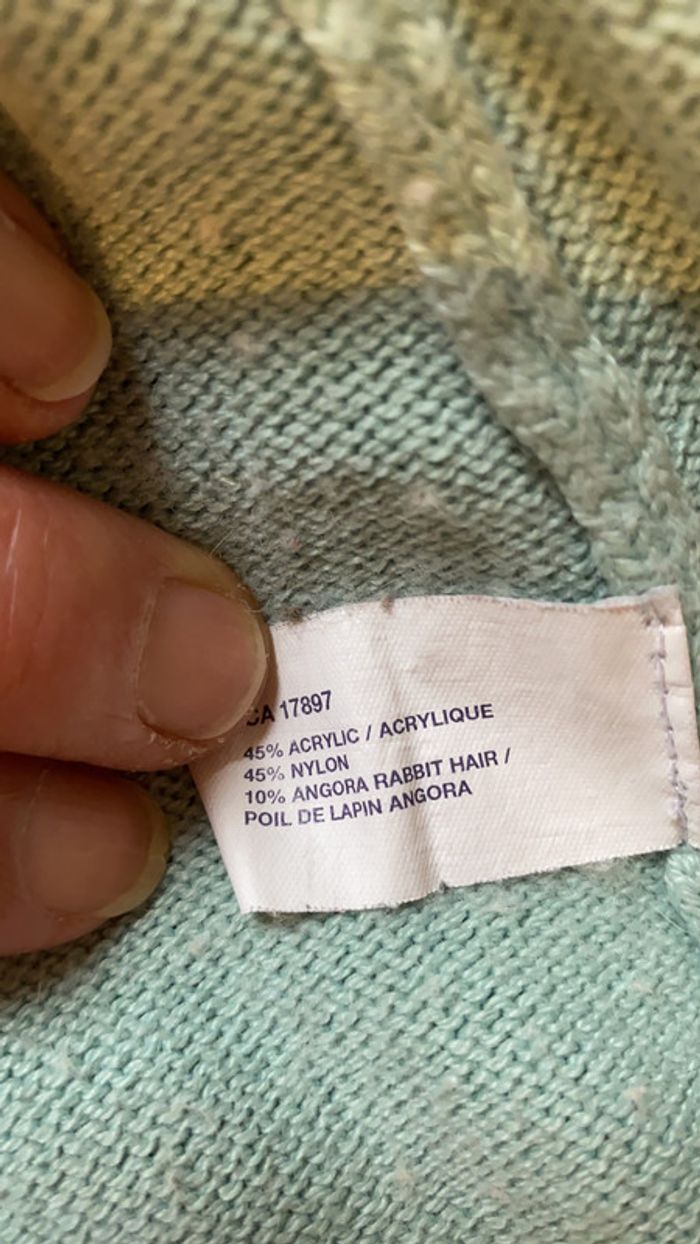 CA 17897
45% ACRYLIC / ACRYLIQUE
45% NYLON
10% ANGORA RABBIT HAIR /
POIL DE LAPIN ANGORA